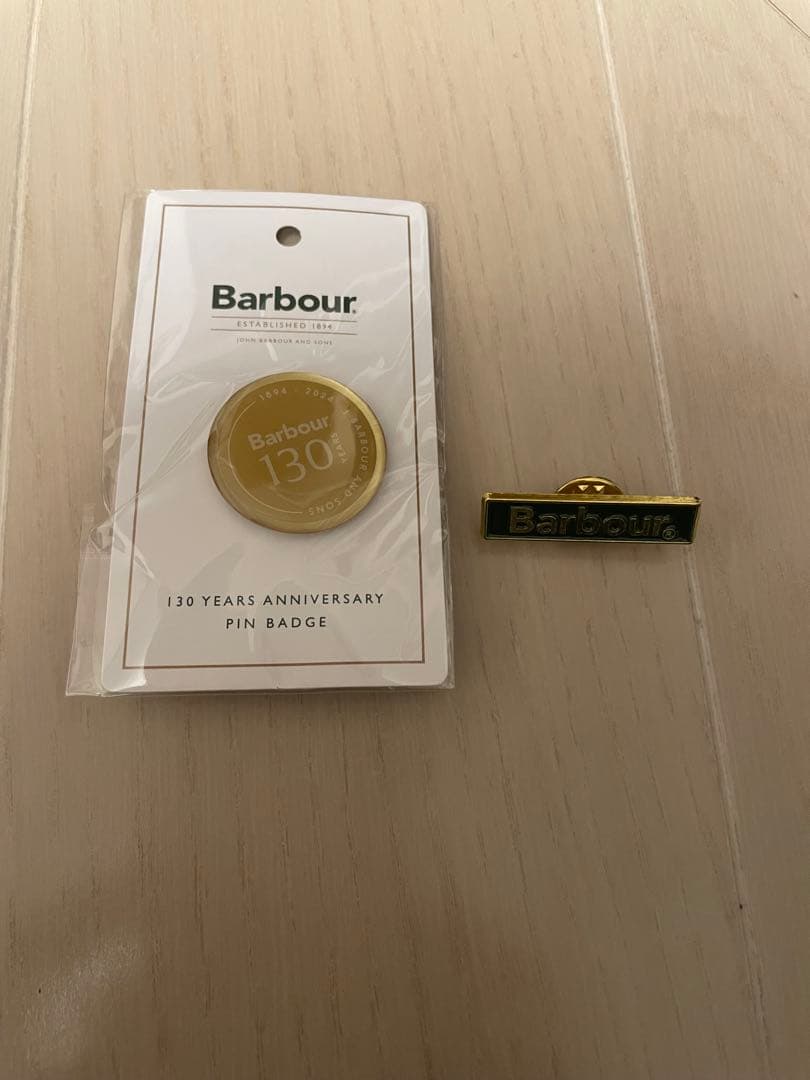 Barbour.
ESTABLISHED 1894
JOHN BARBOUR AND SONS
1894 - 2024 | BARBOUR AND SONS
Barbour
130
YEARS
130 YEARS ANNIVERSARY
PIN BADGE
Barbour®